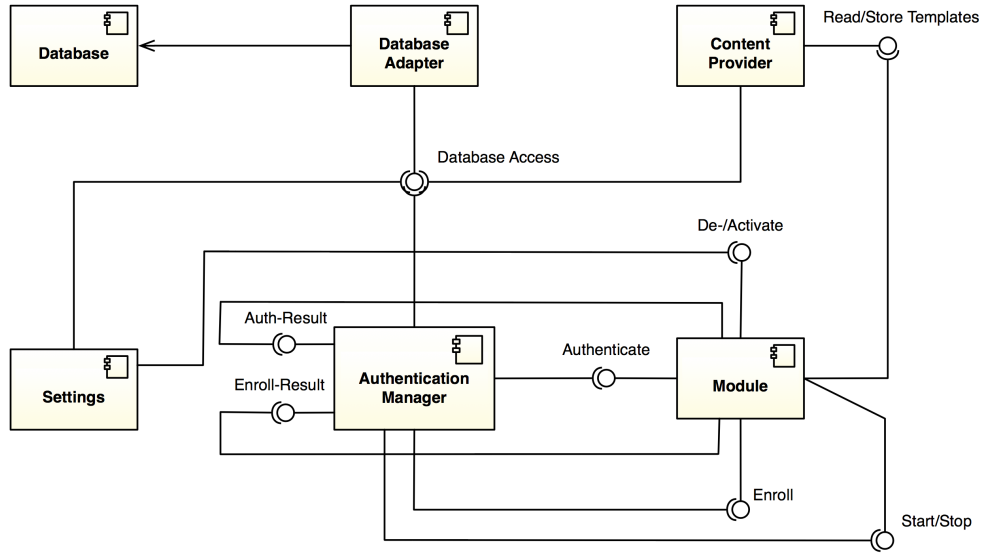 Read/Store Templates
Database
Database
Adapter
Content
Provider
Database Access
De-/Activate
Auth-Result
Authenticate
Enroll-Result
Settings
Authentication
Manager
Module
Enroll
Start/Stop